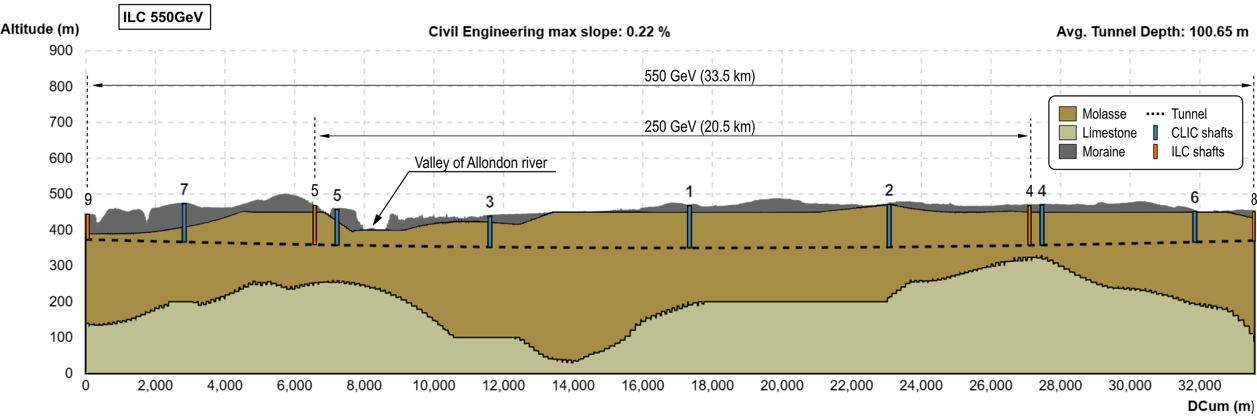 ILC 550GeV
Altitude (m)
Civil Engineering max slope: 0.22 %
Avg. Tunnel Depth: 100.65 m
900
800
700
600
500
400
300
200
100
0
550 GeV (33.5 km)
250 GeV (20.5 km)
Valley of Allondon river
Molasse
Limestone
Moraine
Tunnel
CLIC shafts
ILC shafts
9 7 5 5 3 1 2 4 4 6 8
0 2,000 4,000 6,000 8,000 10,000 12,000 14,000 16,000 18,000 20,000 22,000 24,000 26,000 28,000 30,000 32,000
DCum (m)